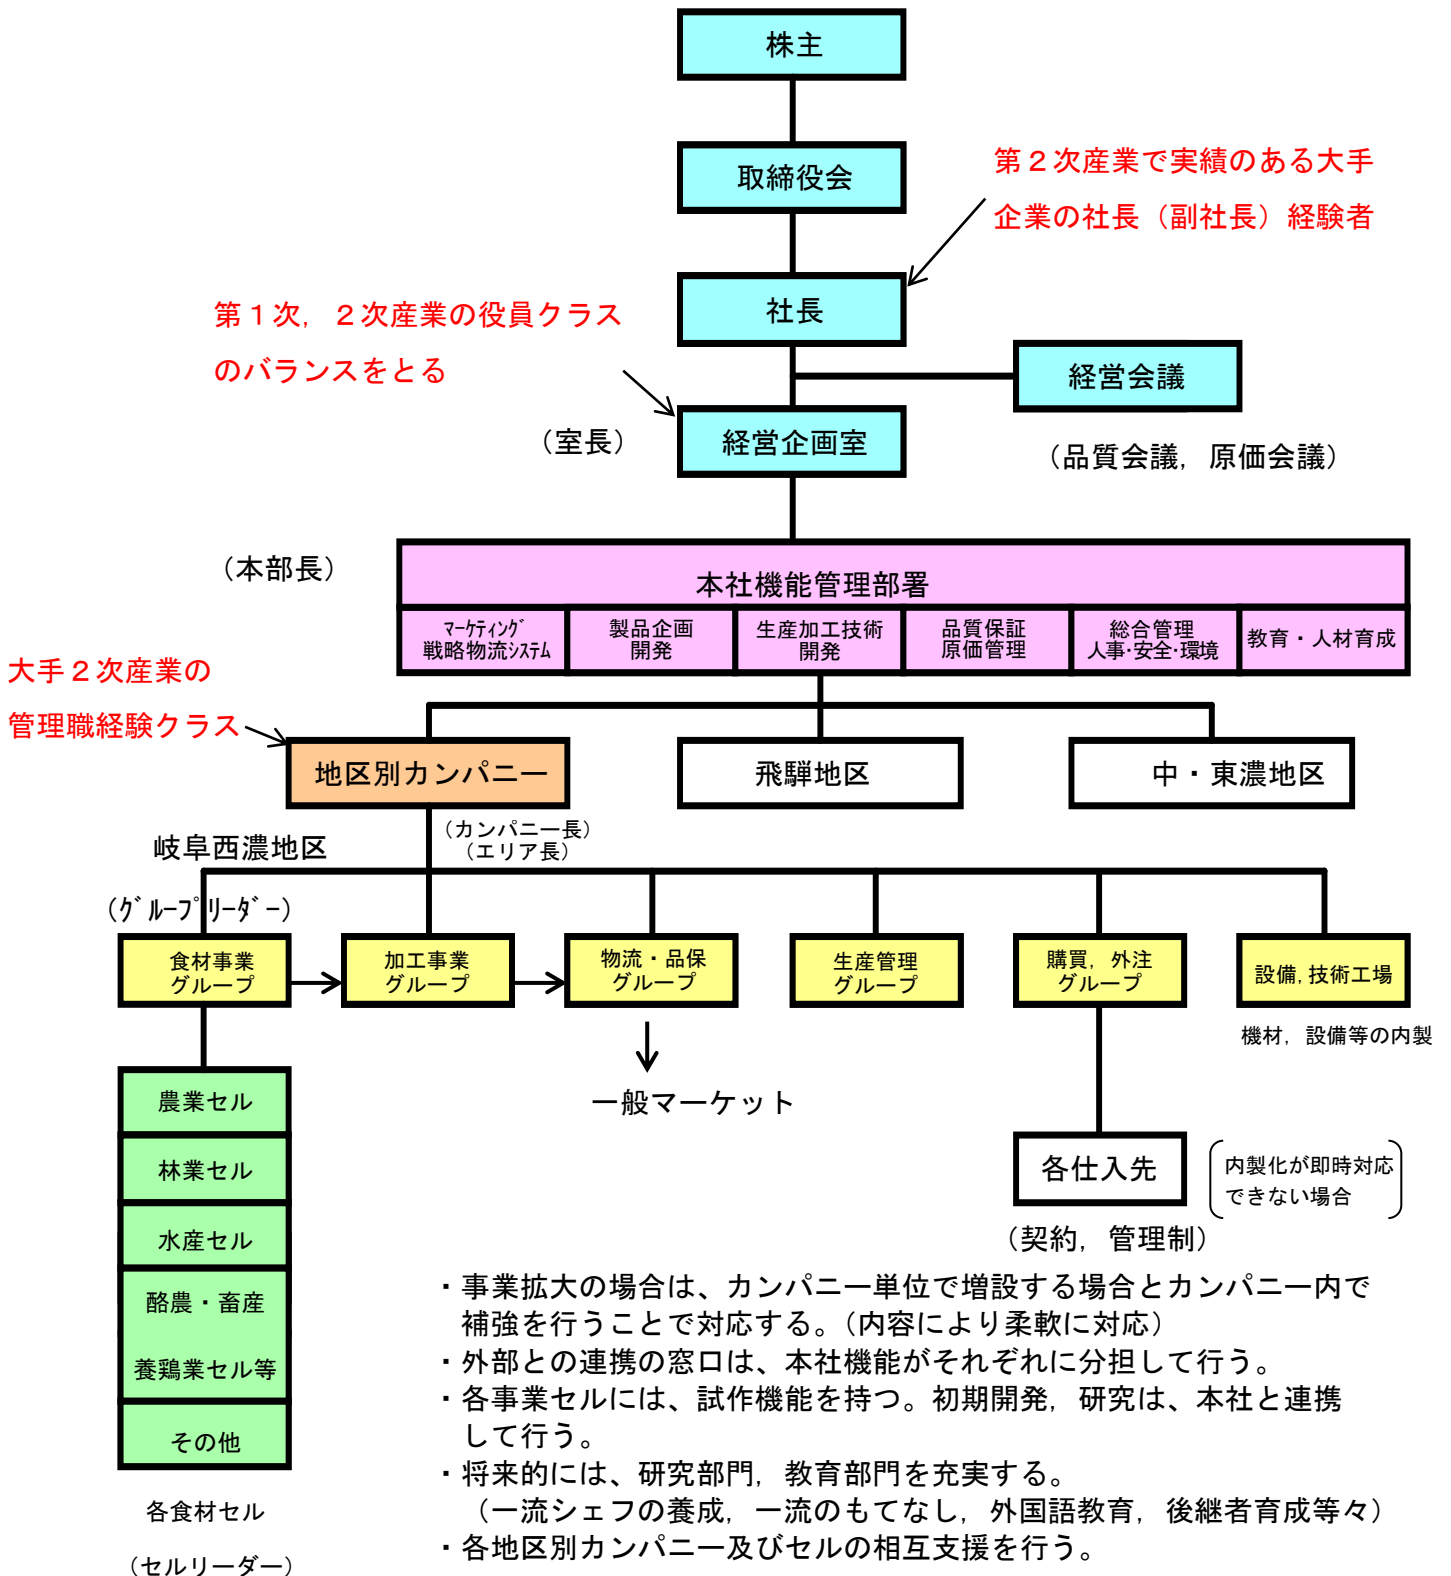 株主
取締役会
第２次産業で実績のある大手
企業の社長（副社長）経験者
社長
第１次，２次産業の役員クラス
のバランスをとる
経営会議
（室長）
経営企画室
（品質会議，原価会議）
（本部長）
本社機能管理部署
ﾏｰｹﾃｨﾝｸﾞ
戦略物流ｼｽﾃﾑ
製品企画
開発
生産加工技術
開発
品質保証
原価管理
総合管理
人事･安全･環境
教育・人材育成
大手２次産業の
管理職経験クラス
地区別カンパニー
飛騨地区
中・東濃地区
（カンパニー長）
（エリア長）
岐阜西濃地区
（ｸﾞﾙｰﾌﾟﾘｰﾀﾞｰ）
食材事業
グループ
加工事業
グループ
物流・品保
グループ
生産管理
グループ
購買，外注
グループ
設備,技術工場
機材，設備等の内製
一般マーケット
農業セル
林業セル
水産セル
酪農・畜産
養鶏業セル等
その他
各食材セル
（セルリーダー）
各仕入先
内製化が即時対応
できない場合
（契約，管理制）
・事業拡大の場合は、カンパニー単位で増設する場合とカンパニー内で
補強を行うことで対応する。（内容により柔軟に対応）
・外部との連携の窓口は、本社機能がそれぞれに分担して行う。
・各事業セルには、試作機能を持つ。初期開発，研究は、本社と連携
して行う。
・将来的には、研究部門，教育部門を充実する。
（一流シェフの養成，一流のもてなし，外国語教育，後継者育成等々）
・各地区別カンパニー及びセルの相互支援を行う。